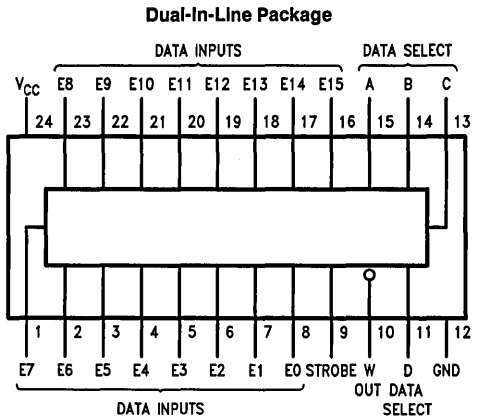 Dual-In-Line Package
DATA INPUTS DATA SELECT
VCC E8 E9 E10 E11 E12 E13 E14 E15 A B C
24 23 22 21 20 19 18 17 16 15 14 13
1 2 3 4 5 6 7 8 9 10 11 12
E7 E6 E5 E4 E3 E2 E1 E0 STROBE W D GND
OUT DATA
DATA INPUTS SELECT